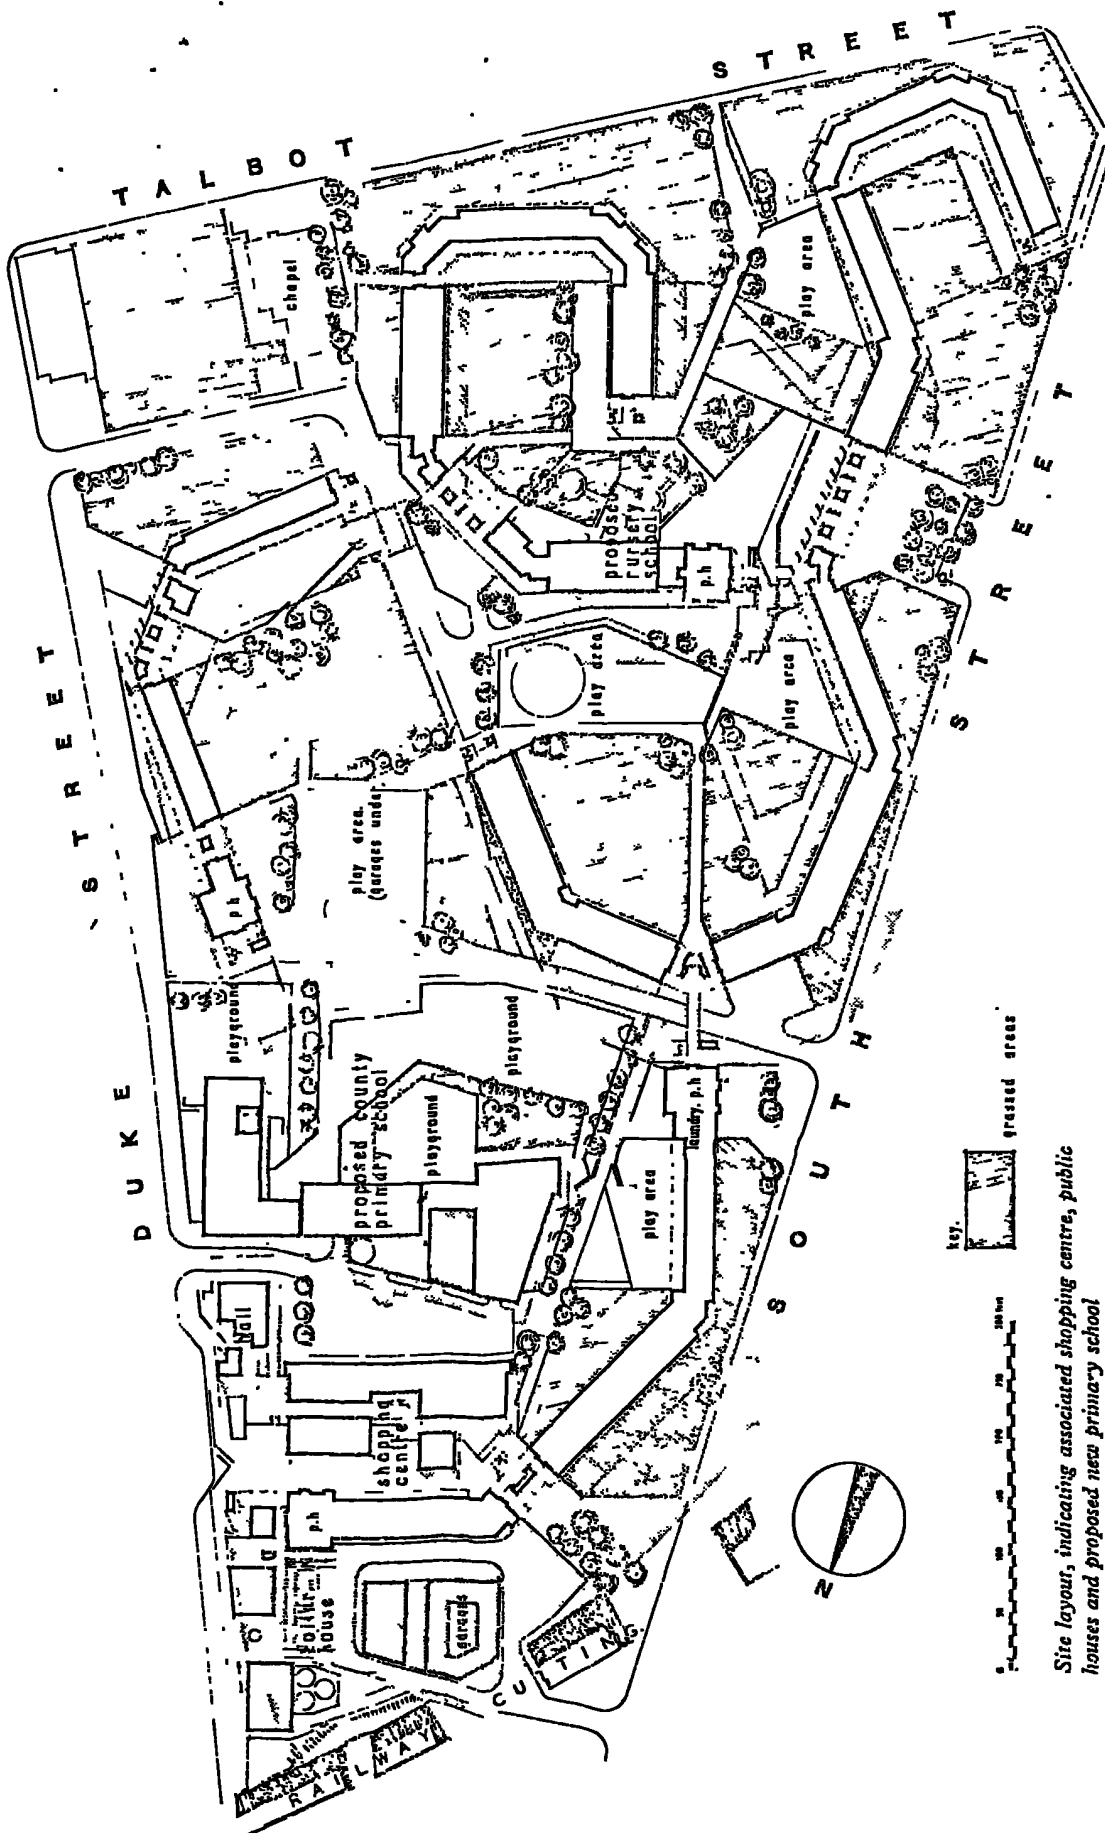 TALBOT STREET
chapel
DUKE STREET
play area
proposed
nursery
school
p.h
play area
play area
p h
play area.
(garages under
playground
playground
proposed county
primary school
playground
laundry, p.h
play area
Hall
shopping
centre
p.h
house
garages
RAILWAY CUTTING
SOUTH STREET
N
key.
grassed areas
Site layout, indicating associated shopping centre, public
houses and proposed new primary school